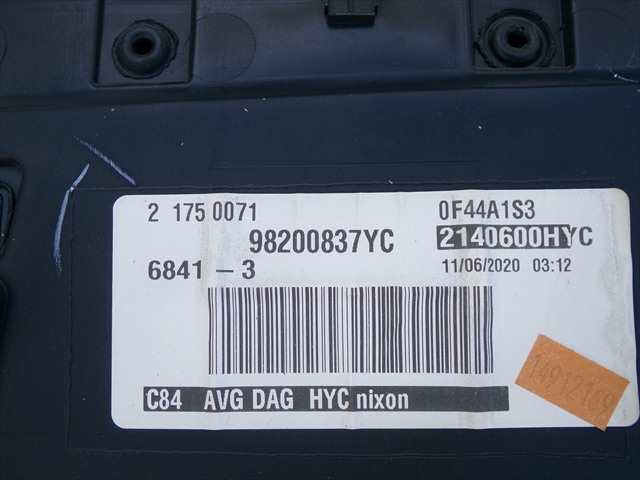 2 175 0071 0F44A1S3
98200837YC 2140600HYC
6841 - 3 11/06/2020 03:12
C84 AVG DAG HYC nixon